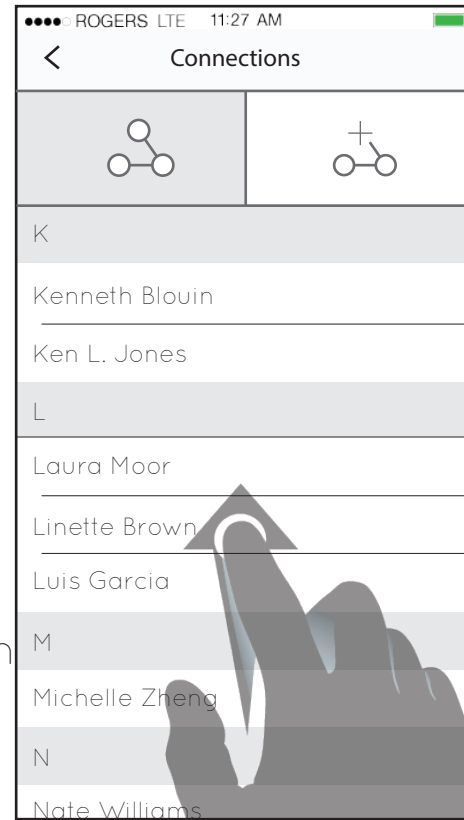 ROGERS LTE 11:27 AM
Connections
K
Kenneth Blouin
Ken L. Jones
L
Laura Moor
Linette Brown
Luis Garcia
M
Michelle Zheng
N
Nate Williams